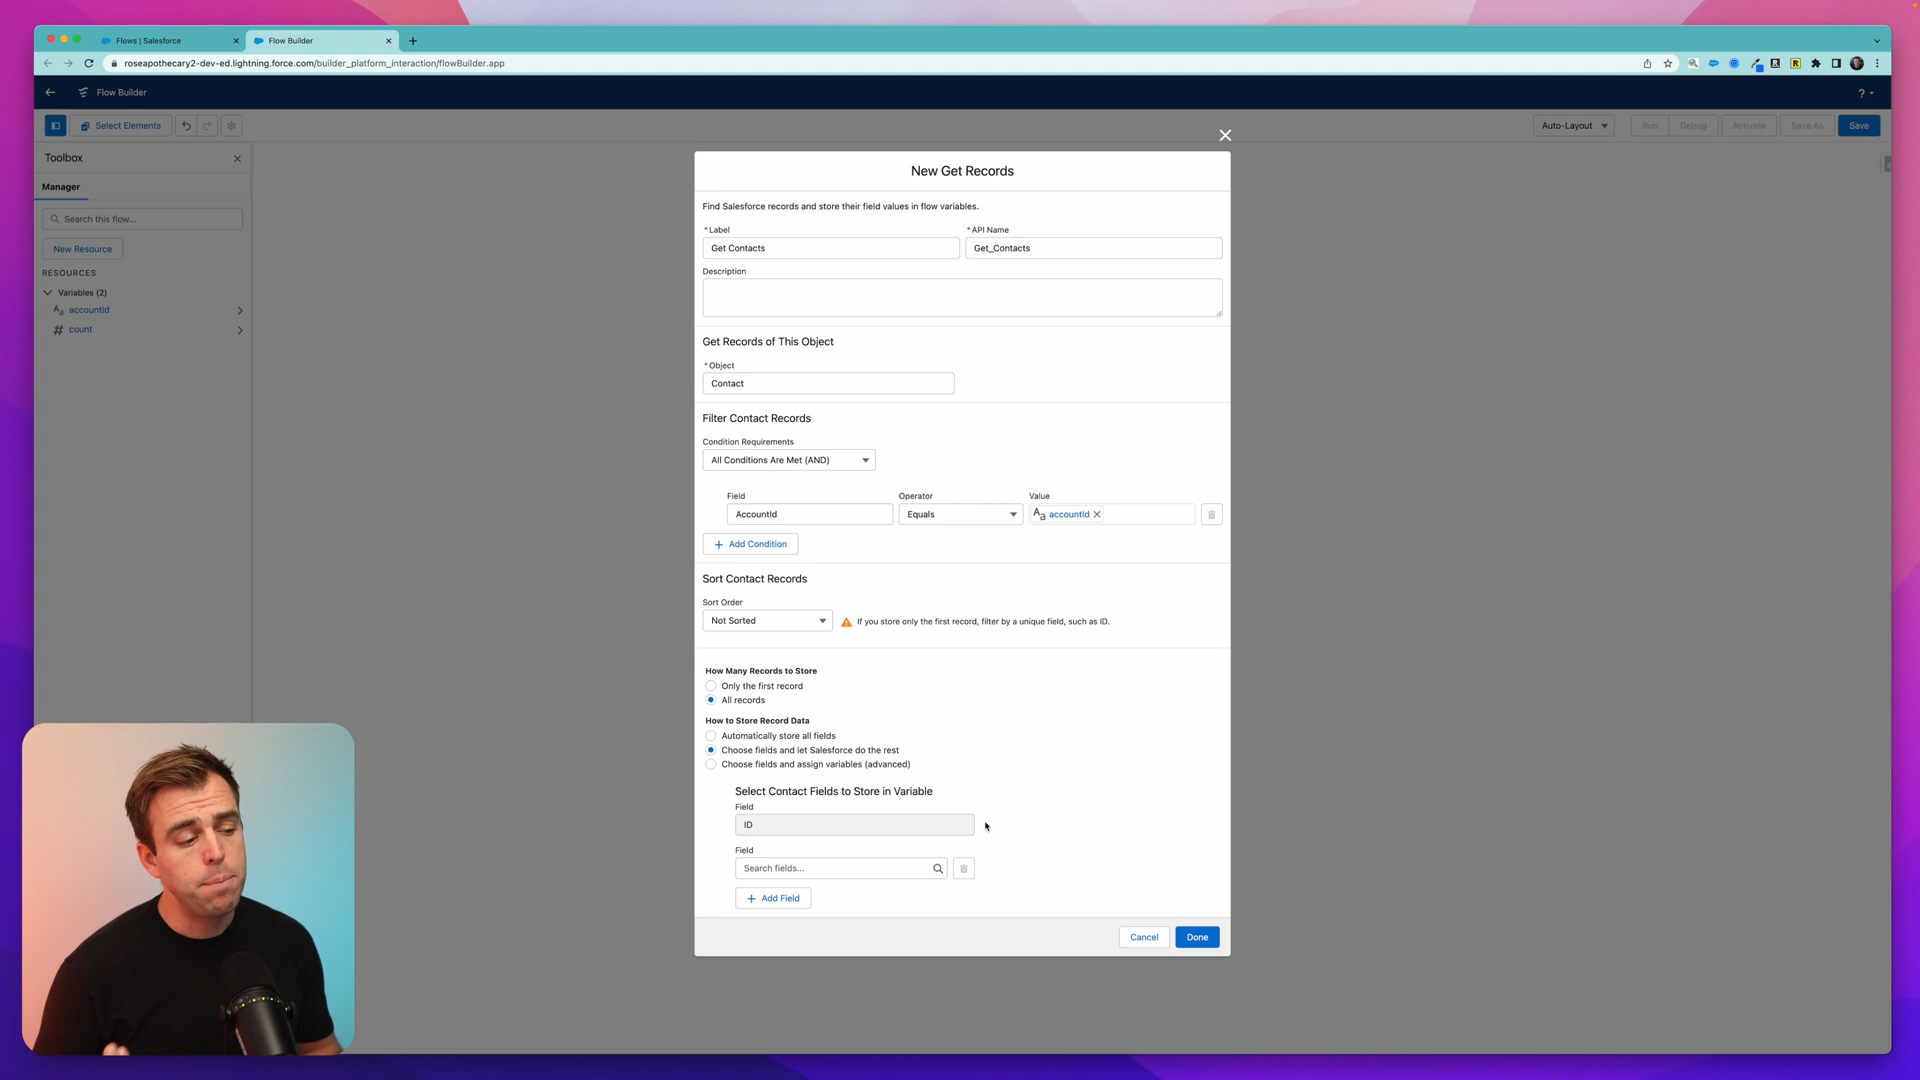 Flows | Salesforce
Flow Builder
roseapothecary2-dev-ed.lightning.force.com/builder_platform_interaction/flowBuilder.app
Flow Builder
?
Select Elements
Auto-Layout
Run
Debug
Activate
Save As
Save
Toolbox
Manager
Search this flow...
New Resource
RESOURCES
Variables (2)
Aa accountId
# count
New Get Records
Find Salesforce records and store their field values in flow variables.
*Label
Get Contacts
*API Name
Get_Contacts
Description
Get Records of This Object
*Object
Contact
Filter Contact Records
Condition Requirements
All Conditions Are Met (AND)
Field
AccountId
Operator
Equals
Value
Aa accountId
+ Add Condition
Sort Contact Records
Sort Order
Not Sorted
If you store only the first record, filter by a unique field, such as ID.
How Many Records to Store
Only the first record
All records
How to Store Record Data
Automatically store all fields
Choose fields and let Salesforce do the rest
Choose fields and assign variables (advanced)
Select Contact Fields to Store in Variable
Field
ID
Field
Search fields...
+ Add Field
Cancel
Done